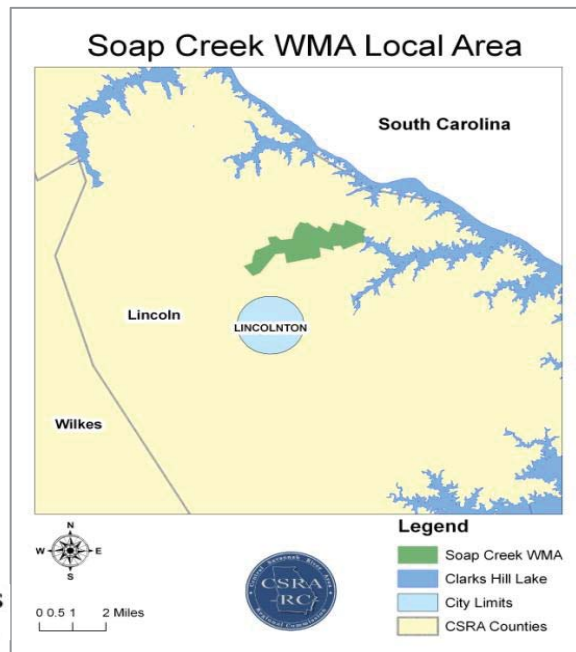 Soap Creek WMA Local Area
South Carolina
Lincoln
LINCOLNTON
Wilkes
N
W E
S
0 0.5 1 2 Miles
CSRA
RC
Legend
Soap Creek WMA
Clarks Hill Lake
City Limits
CSRA Counties
s